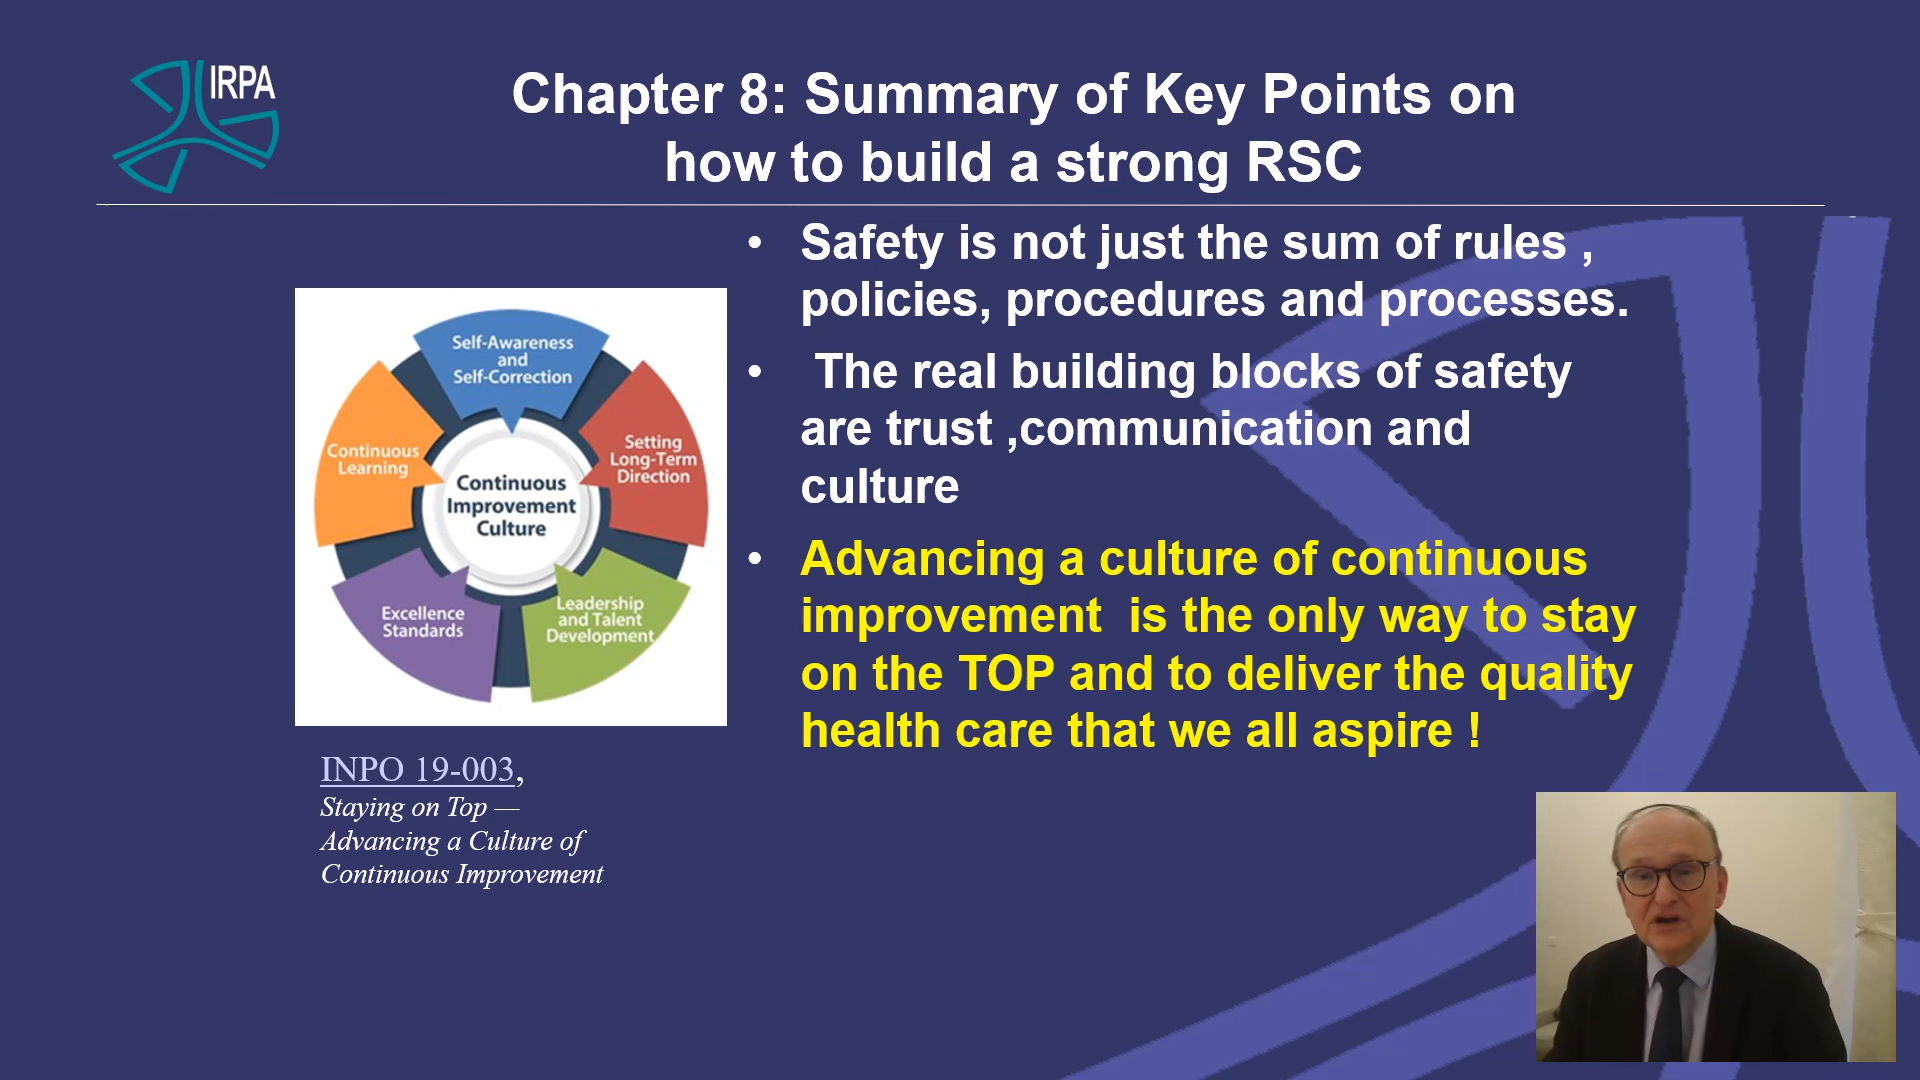 IRPA
Chapter 8: Summary of Key Points on
how to build a strong RSC
Self-Awareness
and
Self-Correction
Setting
Long-Term
Direction
Leadership
and Talent
Development
Excellence
Standards
Continuous
Learning
Continuous
Improvement
Culture
INPO 19-003,
Staying on Top —
Advancing a Culture of
Continuous Improvement
• Safety is not just the sum of rules ,
policies, procedures and processes.
• The real building blocks of safety
are trust ,communication and
culture
• Advancing a culture of continuous
improvement  is the only way to stay
on the TOP and to deliver the quality
health care that we all aspire !